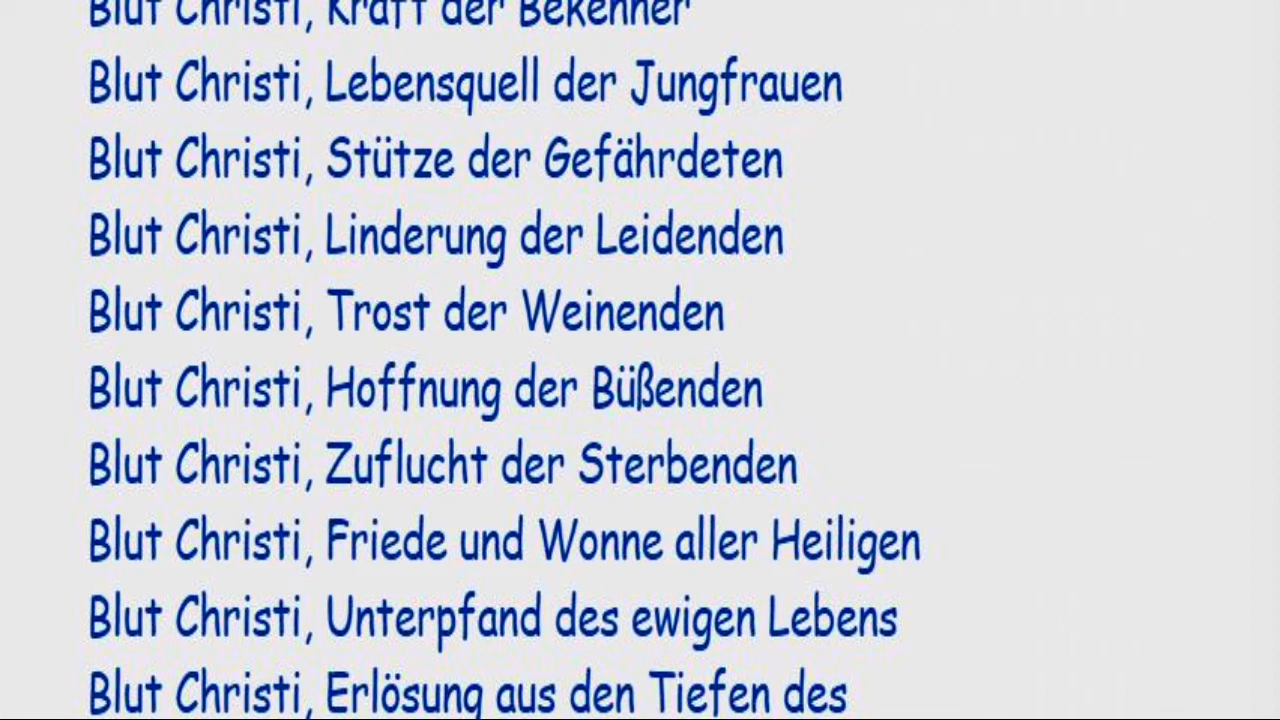 Blut Christi, Kraft der Bekenner
Blut Christi, Lebensquell der Jungfrauen
Blut Christi, Stütze der Gefährdeten
Blut Christi, Linderung der Leidenden
Blut Christi, Trost der Weinenden
Blut Christi, Hoffnung der Büßenden
Blut Christi, Zuflucht der Sterbenden
Blut Christi, Friede und Wonne aller Heiligen
Blut Christi, Unterpfand des ewigen Lebens
Blut Christi, Erlösung aus den Tiefen des